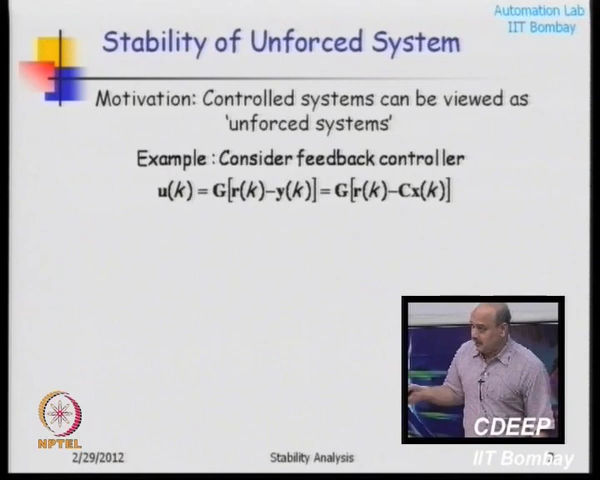 Automation Lab
IIT Bombay
Stability of Unforced System
Motivation: Controlled systems can be viewed as
'unforced systems'
Example : Consider feedback controller
u(k) = G[r(k)−y(k)] = G[r(k)−Cx(k)]
CDEEP
IIT Bombay
NPTEL
2/29/2012
Stability Analysis